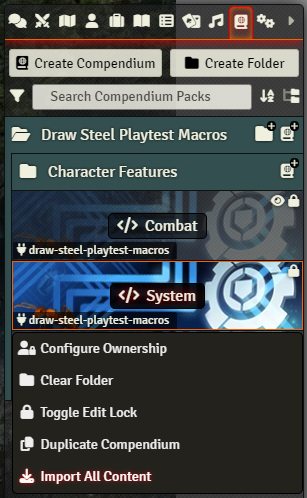 Create Compendium
Create Folder
Search Compendium Packs
Draw Steel Playtest Macros
Character Features
</> Combat
draw-steel-playtest-macros
</> System
draw-steel-playtest-macros
Configure Ownership
Clear Folder
Toggle Edit Lock
Duplicate Compendium
Import All Content